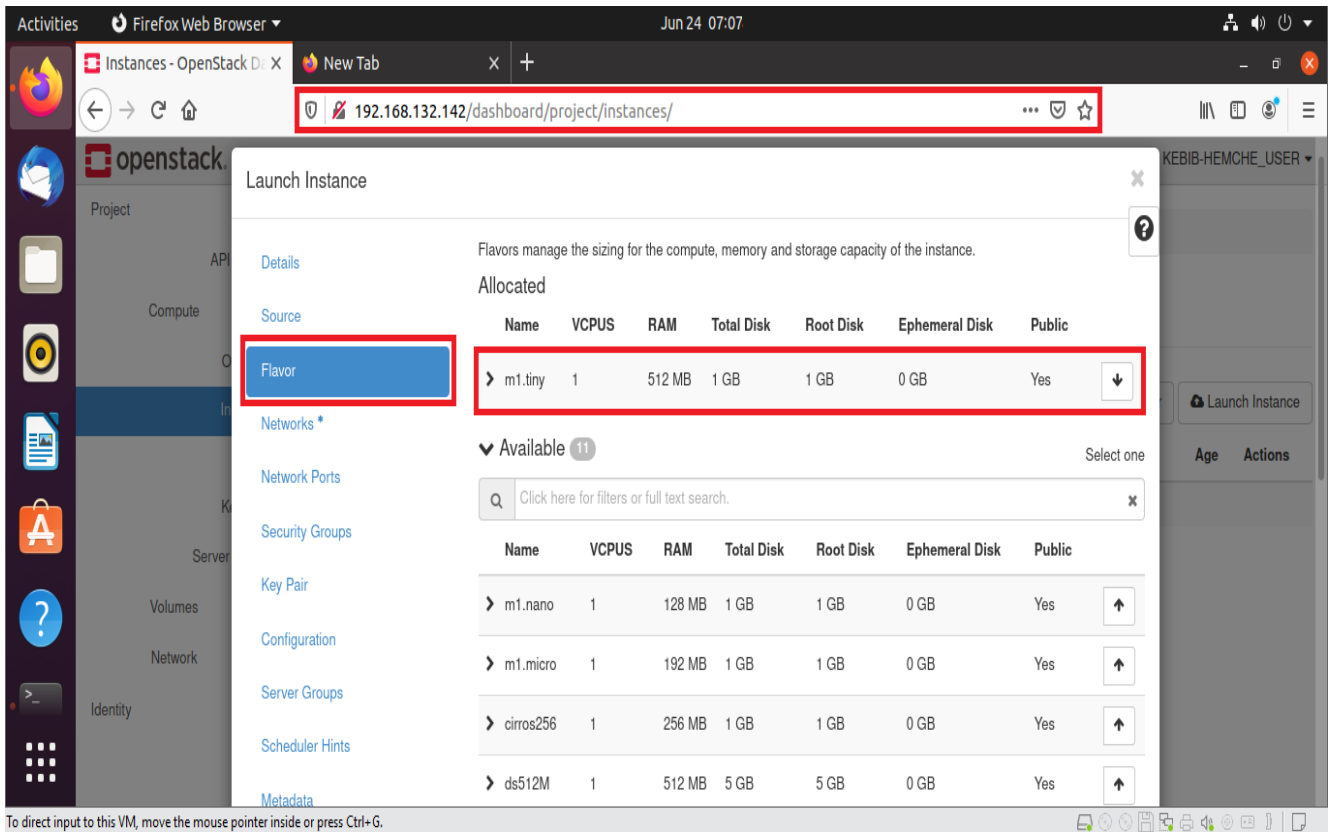 Activities Firefox Web Browser Jun 24 07:07
Instances - OpenStack Da New Tab
192.168.132.142/dashboard/project/instances/
openstack. KEBIB-HEMCHE_USER
Launch Instance
Project
Flavors manage the sizing for the compute, memory and storage capacity of the instance.
API Details
Allocated
Compute Source
Name VCPUS RAM Total Disk Root Disk Ephemeral Disk Public
O Flavor
m1.tiny 1 512 MB 1 GB 1 GB 0 GB Yes
In Launch Instance
Networks *
Available 11
Select one Age Actions
Network Ports
Click here for filters or full text search.
K
Security Groups
Name VCPUS RAM Total Disk Root Disk Ephemeral Disk Public
Server
Key Pair
Volumes m1.nano 1 128 MB 1 GB 1 GB 0 GB Yes
Configuration
Network m1.micro 1 192 MB 1 GB 1 GB 0 GB Yes
Server Groups
Identity
cirros256 1 256 MB 1 GB 1 GB 0 GB Yes
Scheduler Hints
ds512M 1 512 MB 5 GB 5 GB 0 GB Yes
Metadata
To direct input to this VM, move the mouse pointer inside or press Ctrl+G.